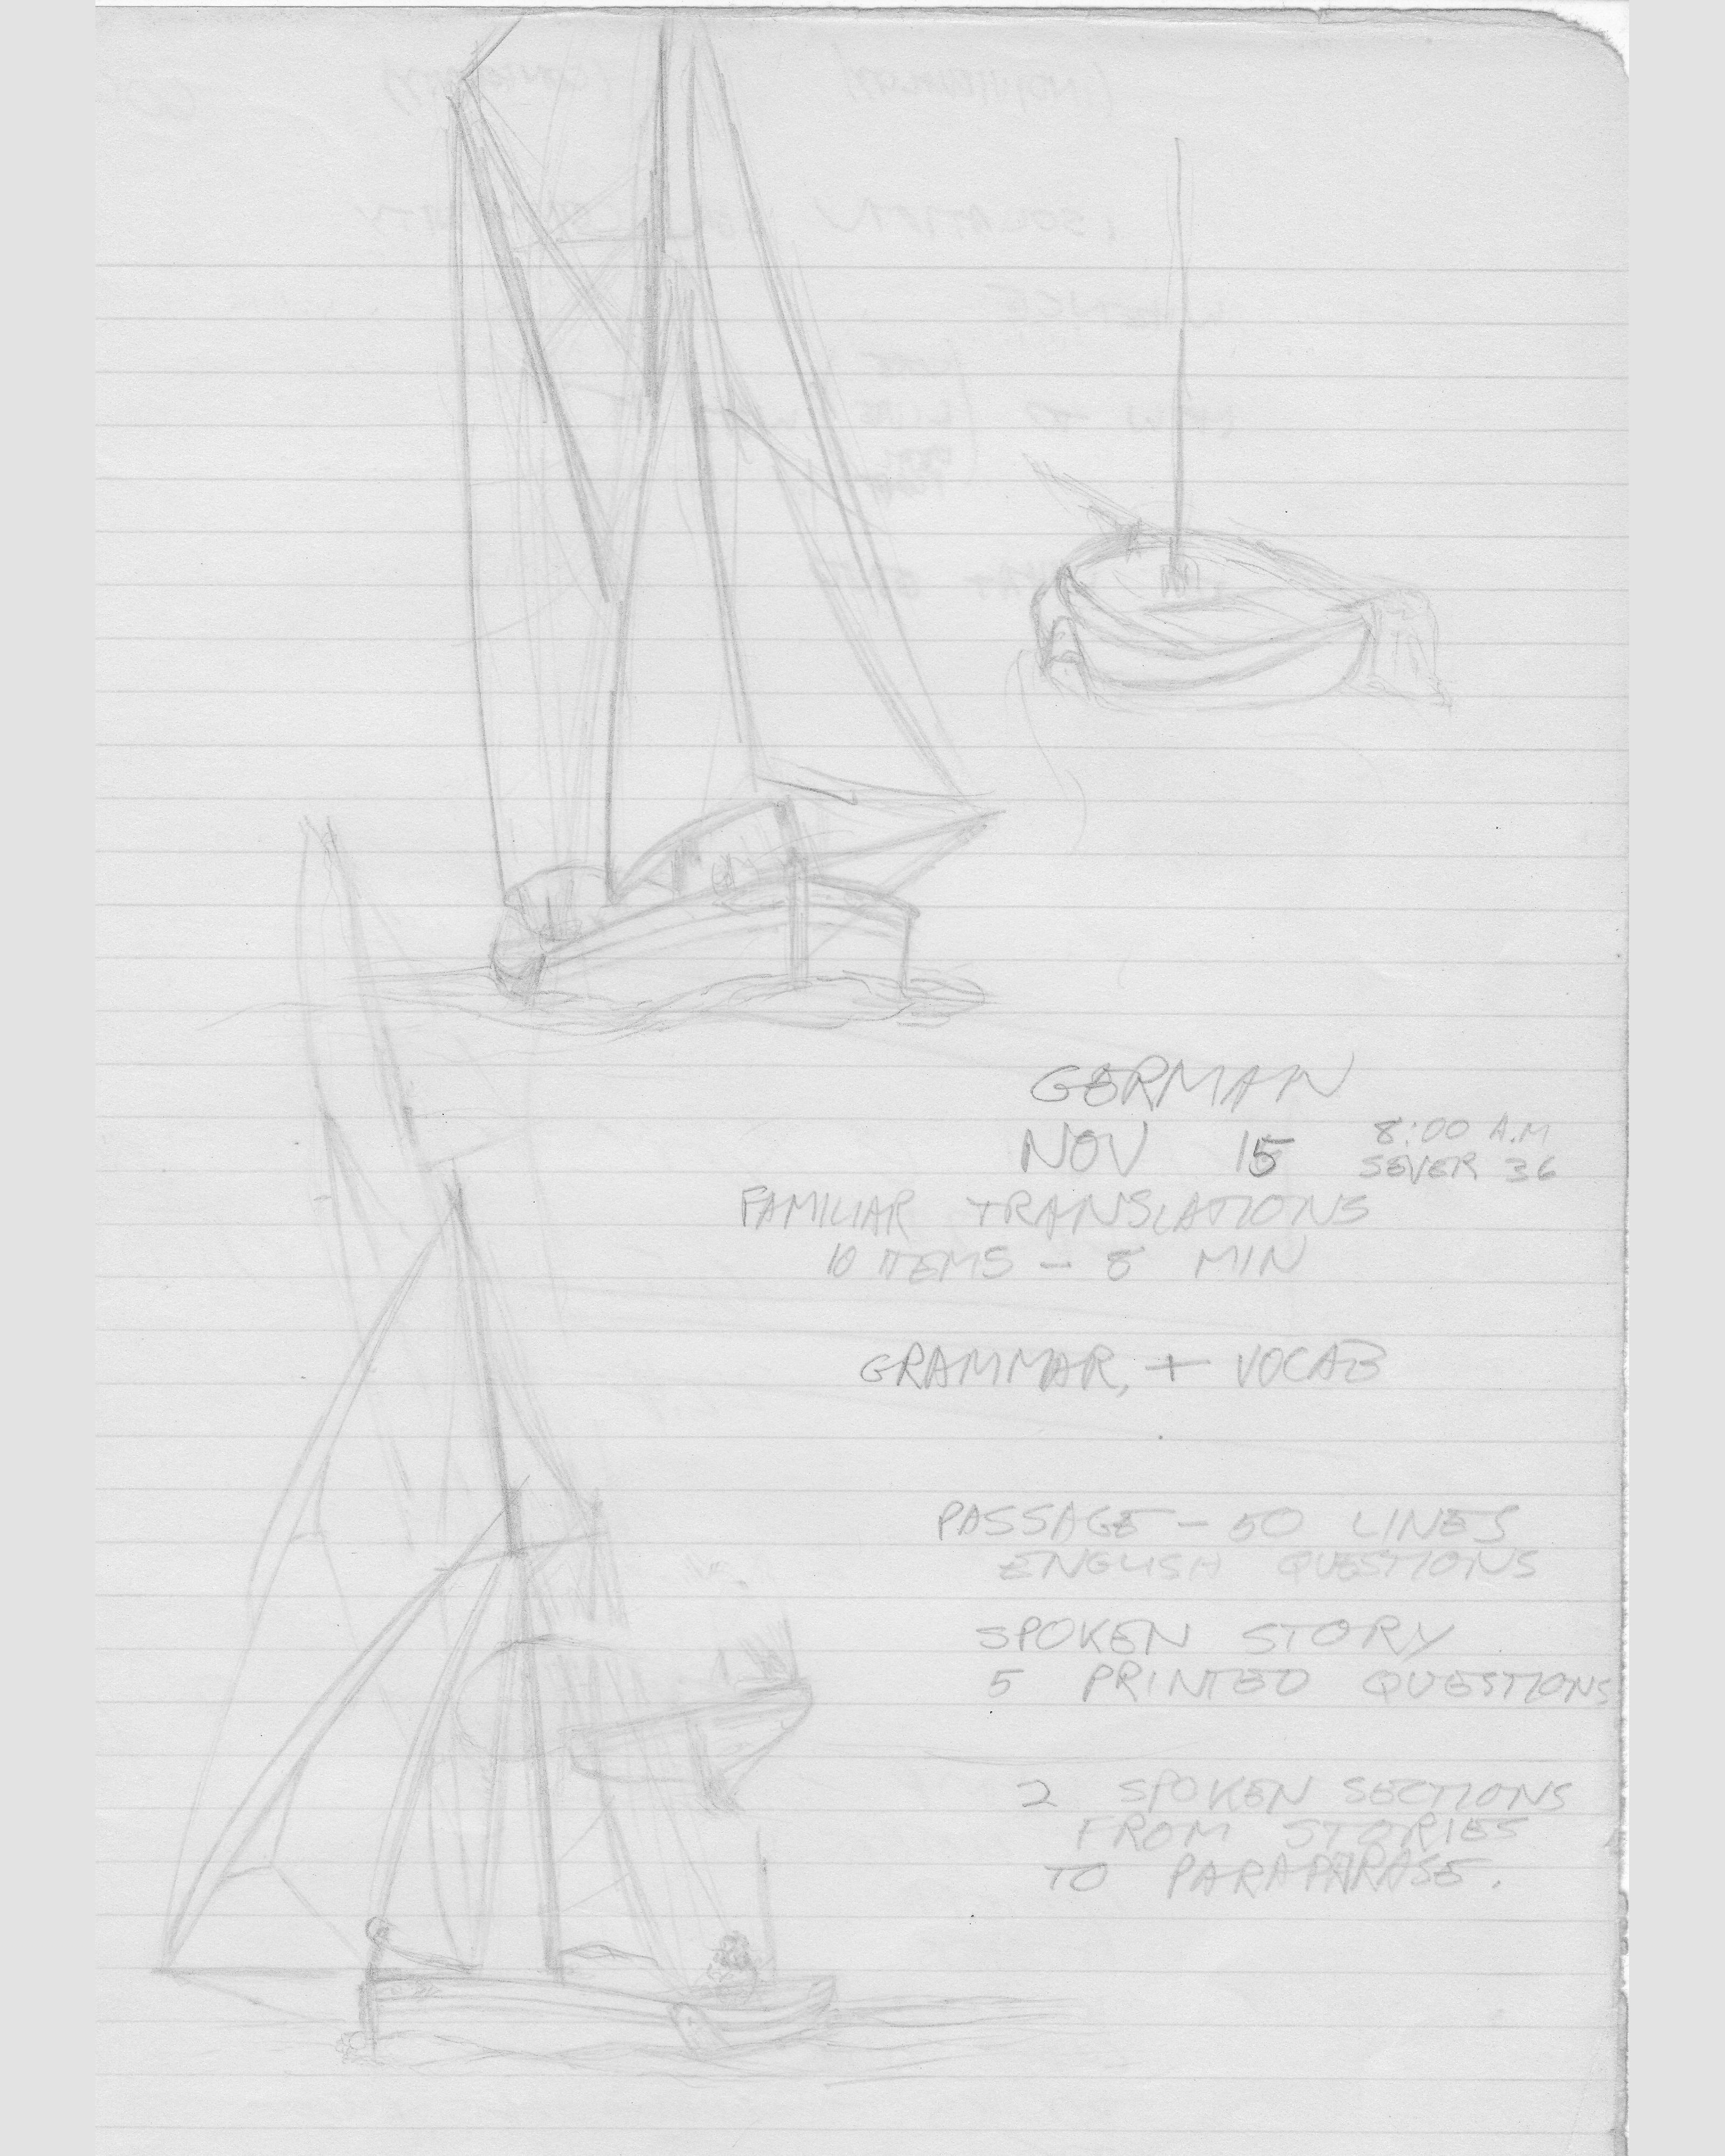 GERMAN
NOV 15 8:00 A.M
SEVER 36
FAMILIAR TRANSLATIONS
10 ITEMS - 8 MIN
GRAMMAR, + VOCAB
PASSAGE - 50 LINES
ENGLISH QUESTIONS
SPOKEN STORY
5 PRINTED QUESTIONS
2 SPOKEN SECTIONS
FROM STORIES
TO PARAPARASE.